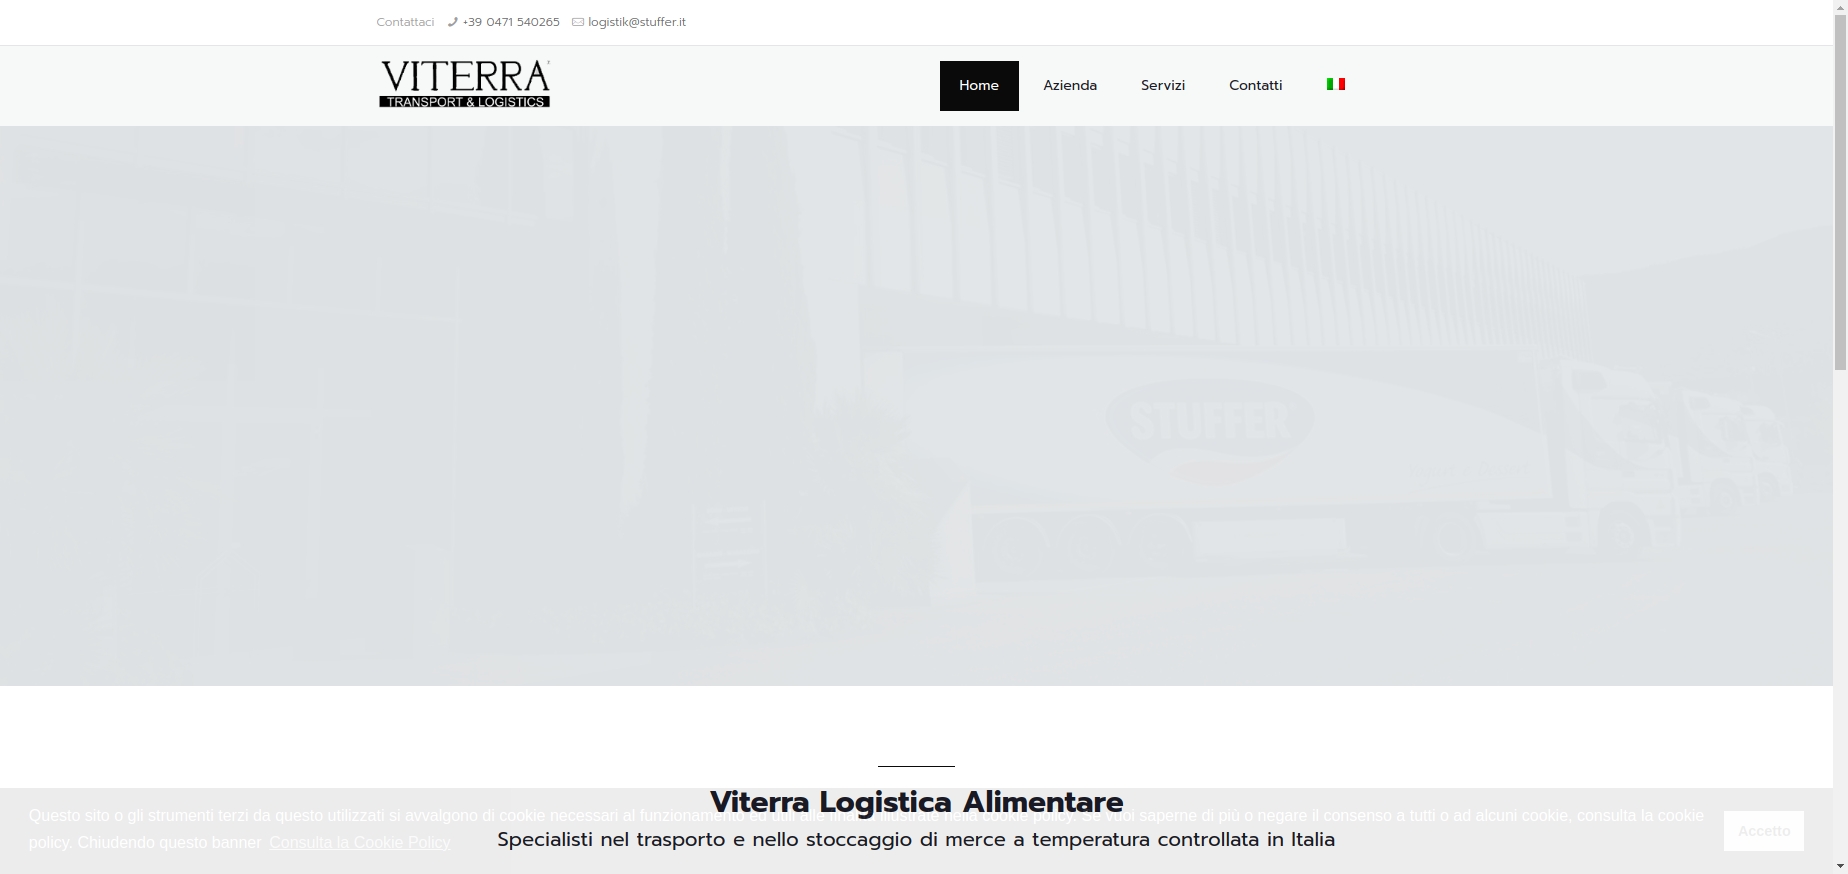 Contattaci +39 0471 540265 logistik@stuffer.it
VITERRA
TRANSPORT & LOGISTICS
Home Azienda Servizi Contatti
STUFFER
Viterra Logistica Alimentare
Questo sito o gli strumenti terzi da questo utilizzati si avvalgono di cookie necessari al funzionamento ed utili alle finalità illustrate nella cookie policy. Se vuoi saperne di più o negare il consenso a tutti o ad alcuni cookie, consulta la cookie
policy. Chiudendo questo banner Consulta la Cookie Policy
Accetto
Specialisti nel trasporto e nello stoccaggio di merce a temperatura controllata in Italia